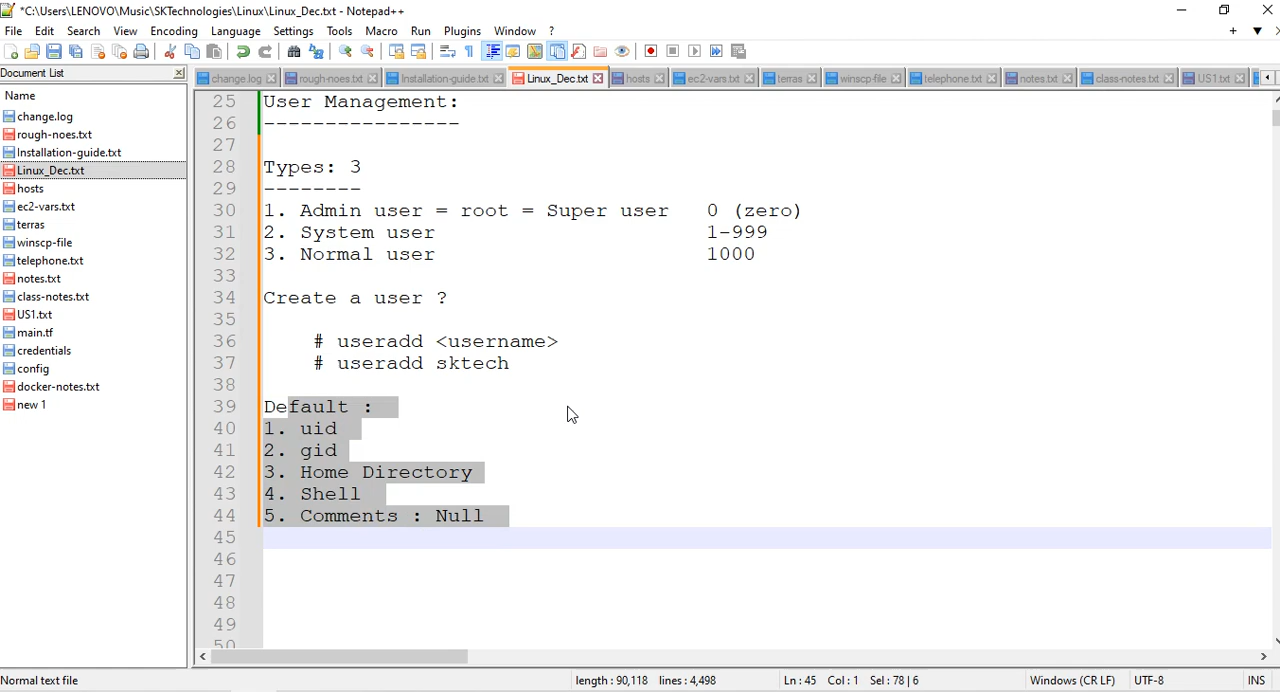 *C:\Users\LENOVO\Music\SKTechnologies\Linux\Linux_Dec.txt - Notepad++
File Edit Search View Encoding Language Settings Tools Macro Run Plugins Window ?
Document List
change.log rough-noes.txt Installation-guide.txt Linux_Dec.txt hosts ec2-vars.txt terras winscp-file telephone.txt notes.txt class-notes.txt US1.txt
Name
change.log
rough-noes.txt
Installation-guide.txt
Linux_Dec.txt
hosts
ec2-vars.txt
terras
winscp-file
telephone.txt
notes.txt
class-notes.txt
US1.txt
main.tf
credentials
config
docker-notes.txt
new 1
25 User Management:
26 ----------------
27
28 Types: 3
29 --------
30 1. Admin user = root = Super user 0 (zero)
31 2. System user 1-999
32 3. Normal user 1000
33
34 Create a user ?
35
36 # useradd <username>
37 # useradd sktech
38
39 Default :
40 1. uid
41 2. gid
42 3. Home Directory
43 4. Shell
44 5. Comments : Null
45
46
47
48
49
50
Normal text file length : 90,118 lines : 4,498 Ln : 45 Col : 1 Sel : 78 | 6 Windows (CR LF) UTF-8 INS